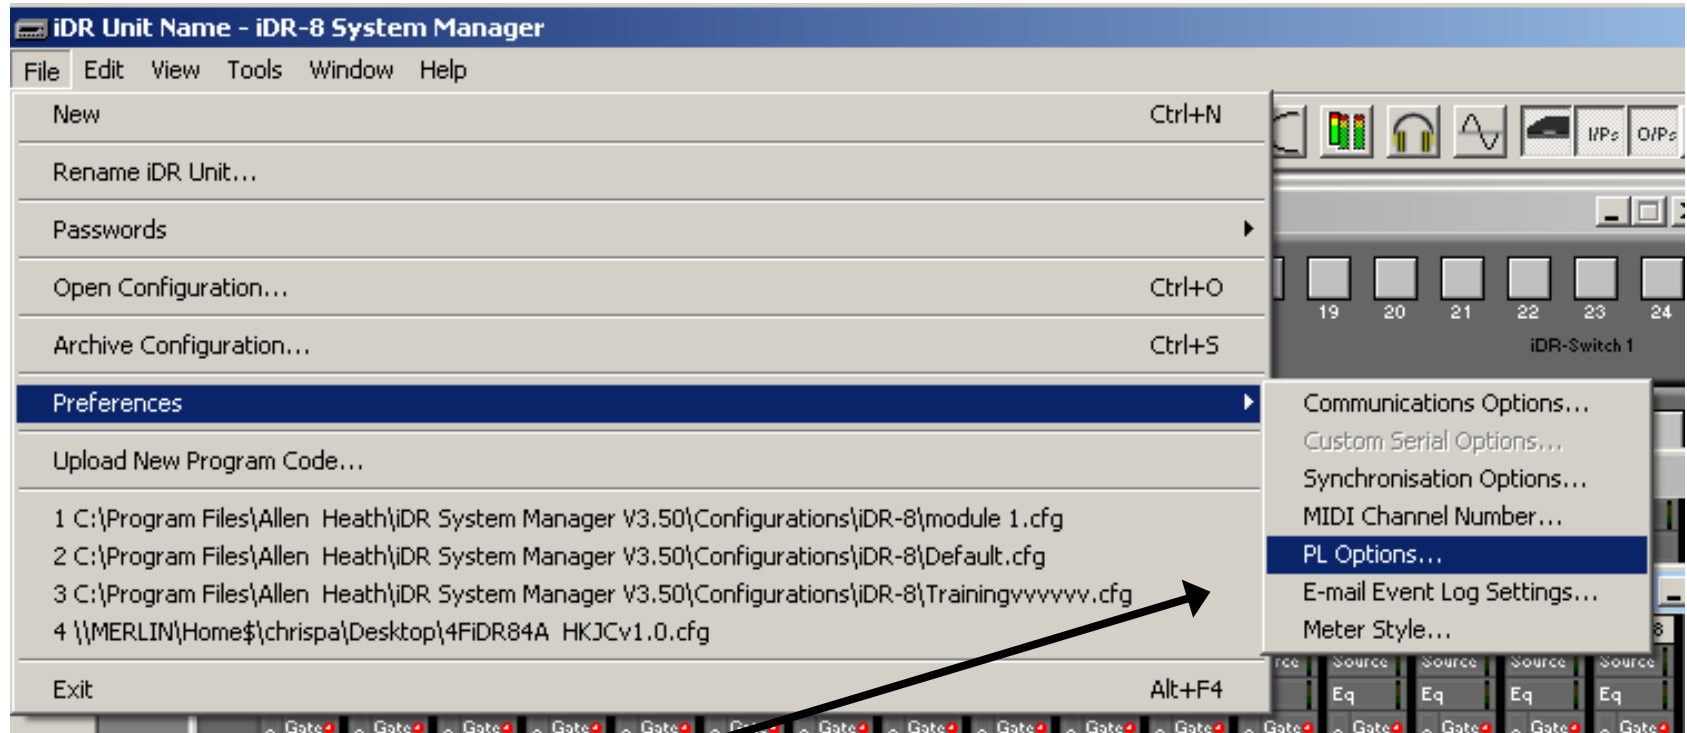 iDR Unit Name - iDR-8 System Manager
File Edit View Tools Window Help
New Ctrl+N
Rename iDR Unit...
Passwords
Open Configuration... Ctrl+O
Archive Configuration... Ctrl+S
Preferences
Upload New Program Code...
1 C:\Program Files\Allen Heath\iDR System Manager V3.50\Configurations\iDR-8\module 1.cfg
2 C:\Program Files\Allen Heath\iDR System Manager V3.50\Configurations\iDR-8\Default.cfg
3 C:\Program Files\Allen Heath\iDR System Manager V3.50\Configurations\iDR-8\Trainingvvvvvv.cfg
4 \\MERLIN\Home$\chrispa\Desktop\4FiDR84A HKJCv1.0.cfg
Exit Alt+F4
I/Ps O/Ps
19 20 21 22 23 24
iDR-Switch 1
Communications Options...
Custom Serial Options...
Synchronisation Options...
MIDI Channel Number...
PL Options...
E-mail Event Log Settings...
Meter Style...
8
rce Source Source Source Source
Eq Eq Eq Eq
Gate Gate Gate Gate Gate Gate Gate Gate Gate Gate Gate Gate Gate Gate Gate Gate